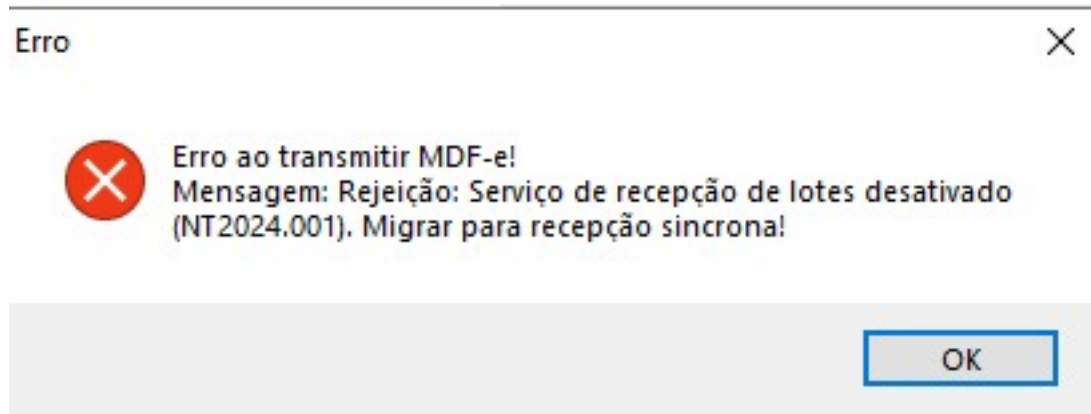 Erro
Erro ao transmitir MDF-e!
Mensagem: Rejeição: Serviço de recepção de lotes desativado
(NT2024.001). Migrar para recepção sincrona!
OK